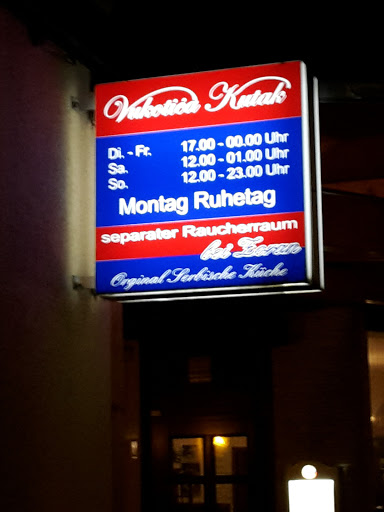 Vukotića Kutak
Di. - Fr. 17.00 - 00.00 Uhr
Sa. 12.00 - 01.00 Uhr
So. 12.00 - 23.00 Uhr
Montag Ruhetag
separater Raucherraum
bei Zoran
Orginal Serbische Küche